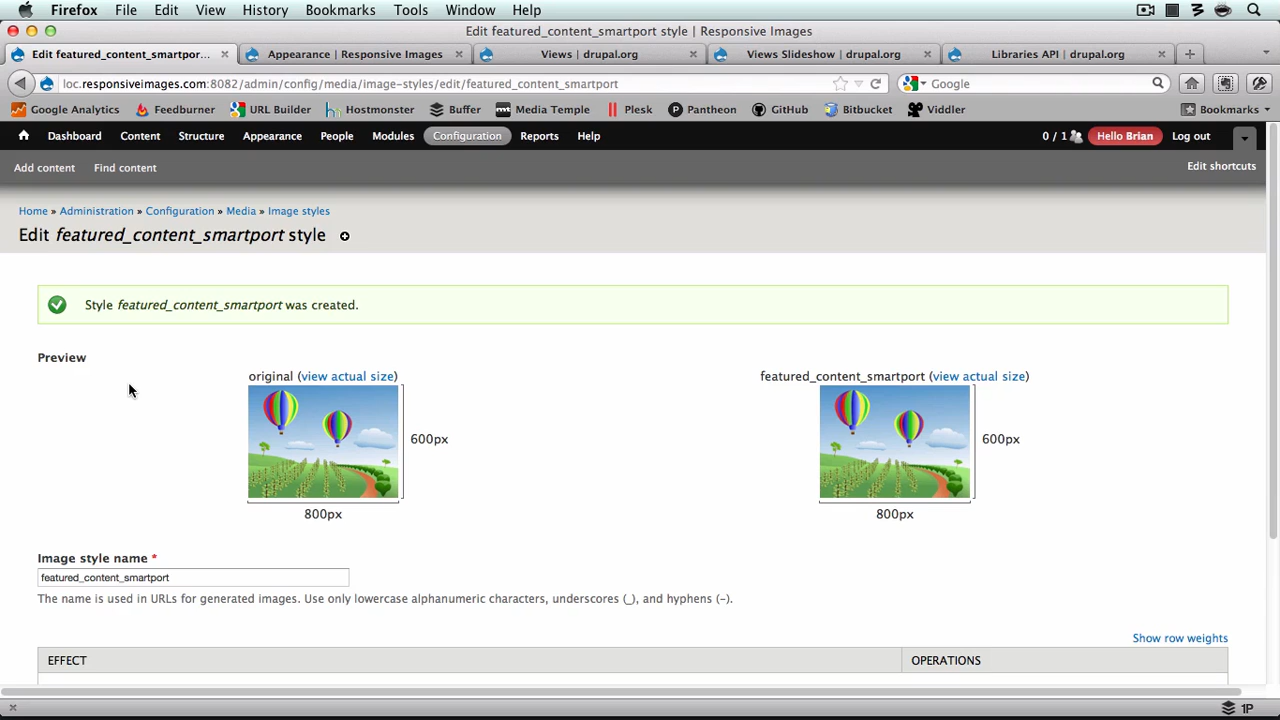 Firefox File Edit View History Bookmarks Tools Window Help
Edit featured_content_smartport style | Responsive Images
Edit featured_content_smartpor... Appearance | Responsive Images Views | drupal.org Views Slideshow | drupal.org Libraries API | drupal.org
loc.responsiveimages.com:8082/admin/config/media/image-styles/edit/featured_content_smartport Google
Google Analytics Feedburner URL Builder Hostmonster Buffer Media Temple Plesk Pantheon GitHub Bitbucket Viddler Bookmarks
Dashboard Content Structure Appearance People Modules Configuration Reports Help 0 / 1 Hello Brian Log out
Add content Find content Edit shortcuts
Home » Administration » Configuration » Media » Image styles
Edit featured_content_smartport style
Style featured_content_smartport was created.
Preview
original (view actual size) featured_content_smartport (view actual size)
600px 600px
800px 800px
Image style name *
featured_content_smartport
The name is used in URLs for generated images. Use only lowercase alphanumeric characters, underscores (_), and hyphens (-).
Show row weights
EFFECT OPERATIONS
1P